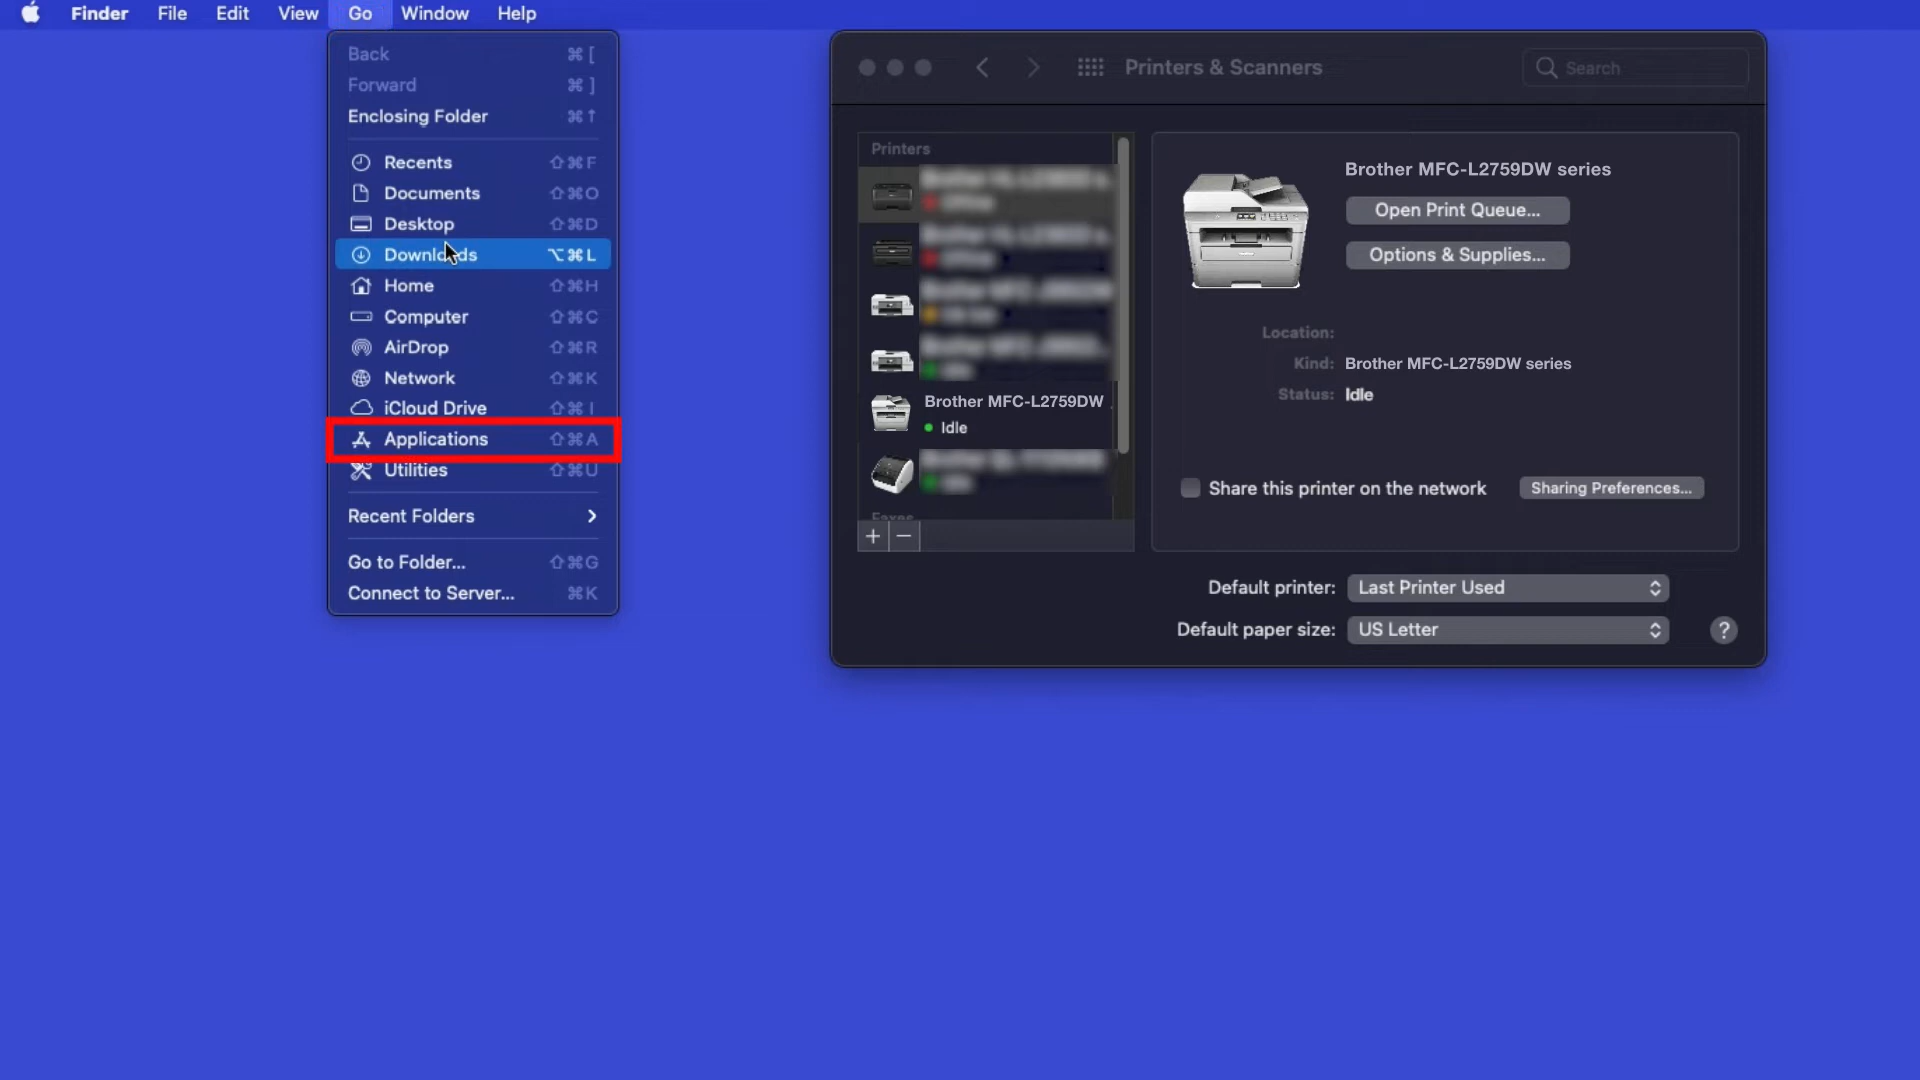 Finder File Edit View Go Window Help
Back ⌘ [
Forward ⌘ ]
Enclosing Folder ⌘ ↑
Recents ⇧ ⌘ F
Documents ⇧ ⌘ O
Desktop ⇧ ⌘ D
Downloads ⌥ ⌘ L
Home ⇧ ⌘ H
Computer ⇧ ⌘ C
AirDrop ⇧ ⌘ R
Network ⇧ ⌘ K
iCloud Drive ⇧ ⌘ I
Applications ⇧ ⌘ A
Utilities ⇧ ⌘ U
Recent Folders
Go to Folder... ⇧ ⌘ G
Connect to Server... ⌘ K
Printers & Scanners
Search
Printers
Brother MFC-L2759DW
Idle
Faxes
+ −
Brother MFC-L2759DW series
Open Print Queue...
Options & Supplies...
Location:
Kind: Brother MFC-L2759DW series
Status: Idle
Share this printer on the network Sharing Preferences...
Default printer: Last Printer Used
Default paper size: US Letter ?